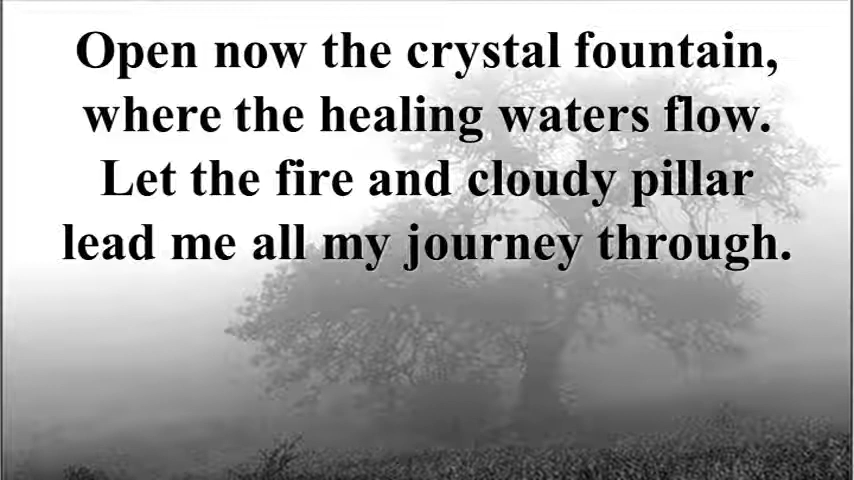 Open now the crystal fountain,
where the healing waters flow.
Let the fire and cloudy pillar
lead me all my journey through.